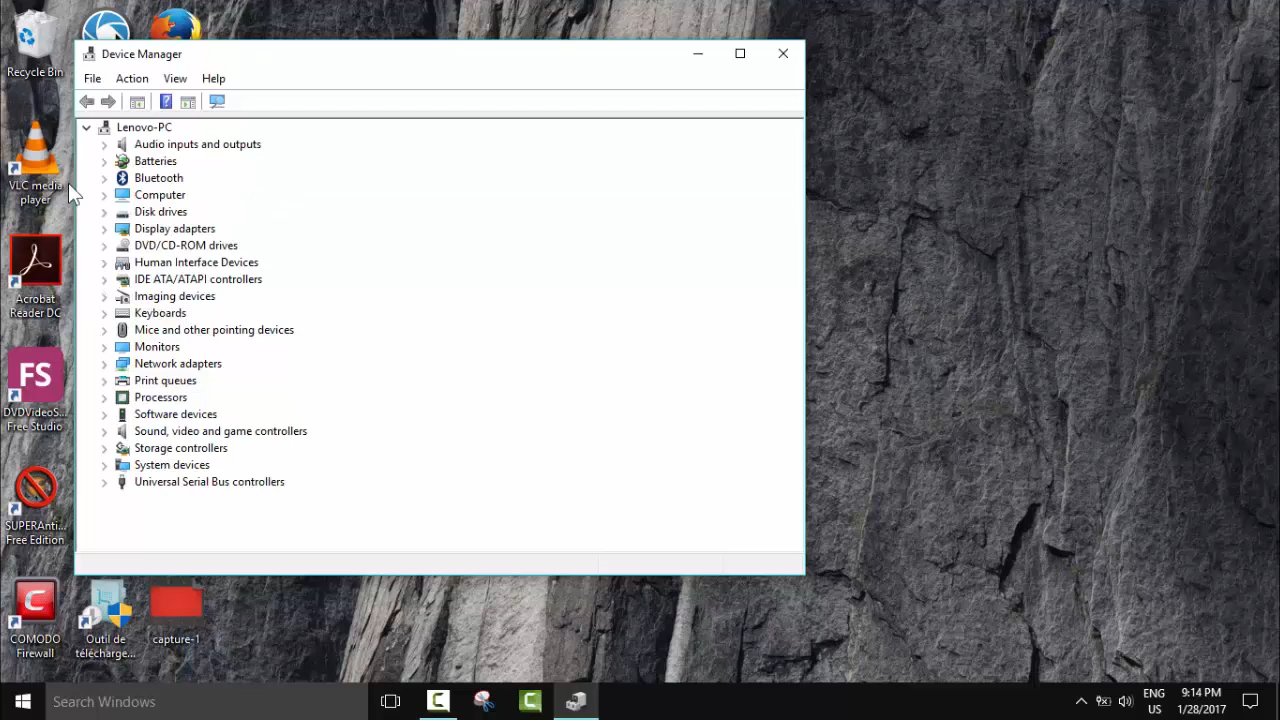 Recycle Bin
Device Manager
File Action View Help
Lenovo-PC
Audio inputs and outputs
Batteries
Bluetooth
Computer
Disk drives
Display adapters
DVD/CD-ROM drives
Human Interface Devices
IDE ATA/ATAPI controllers
Imaging devices
Keyboards
Mice and other pointing devices
Monitors
Network adapters
Print queues
Processors
Software devices
Sound, video and game controllers
Storage controllers
System devices
Universal Serial Bus controllers
VLC media
player
Acrobat
Reader DC
FS
DVDVideoS...
Free Studio
SUPERAnti...
Free Edition
C
COMODO
Firewall
Outil de
télécharge...
capture-1
Search Windows
C
C
ENG
US
9:14 PM
1/28/2017